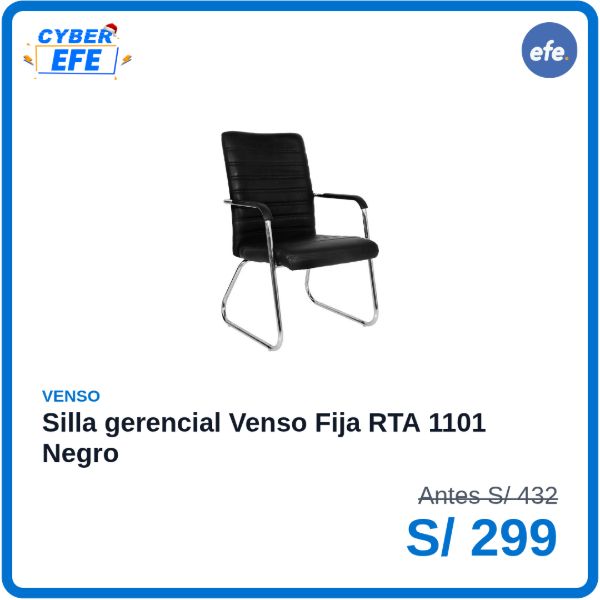 CYBER
EFE
efe.
VENSO
Silla gerencial Venso Fija RTA 1101
Negro
Antes S/ 432
S/ 299